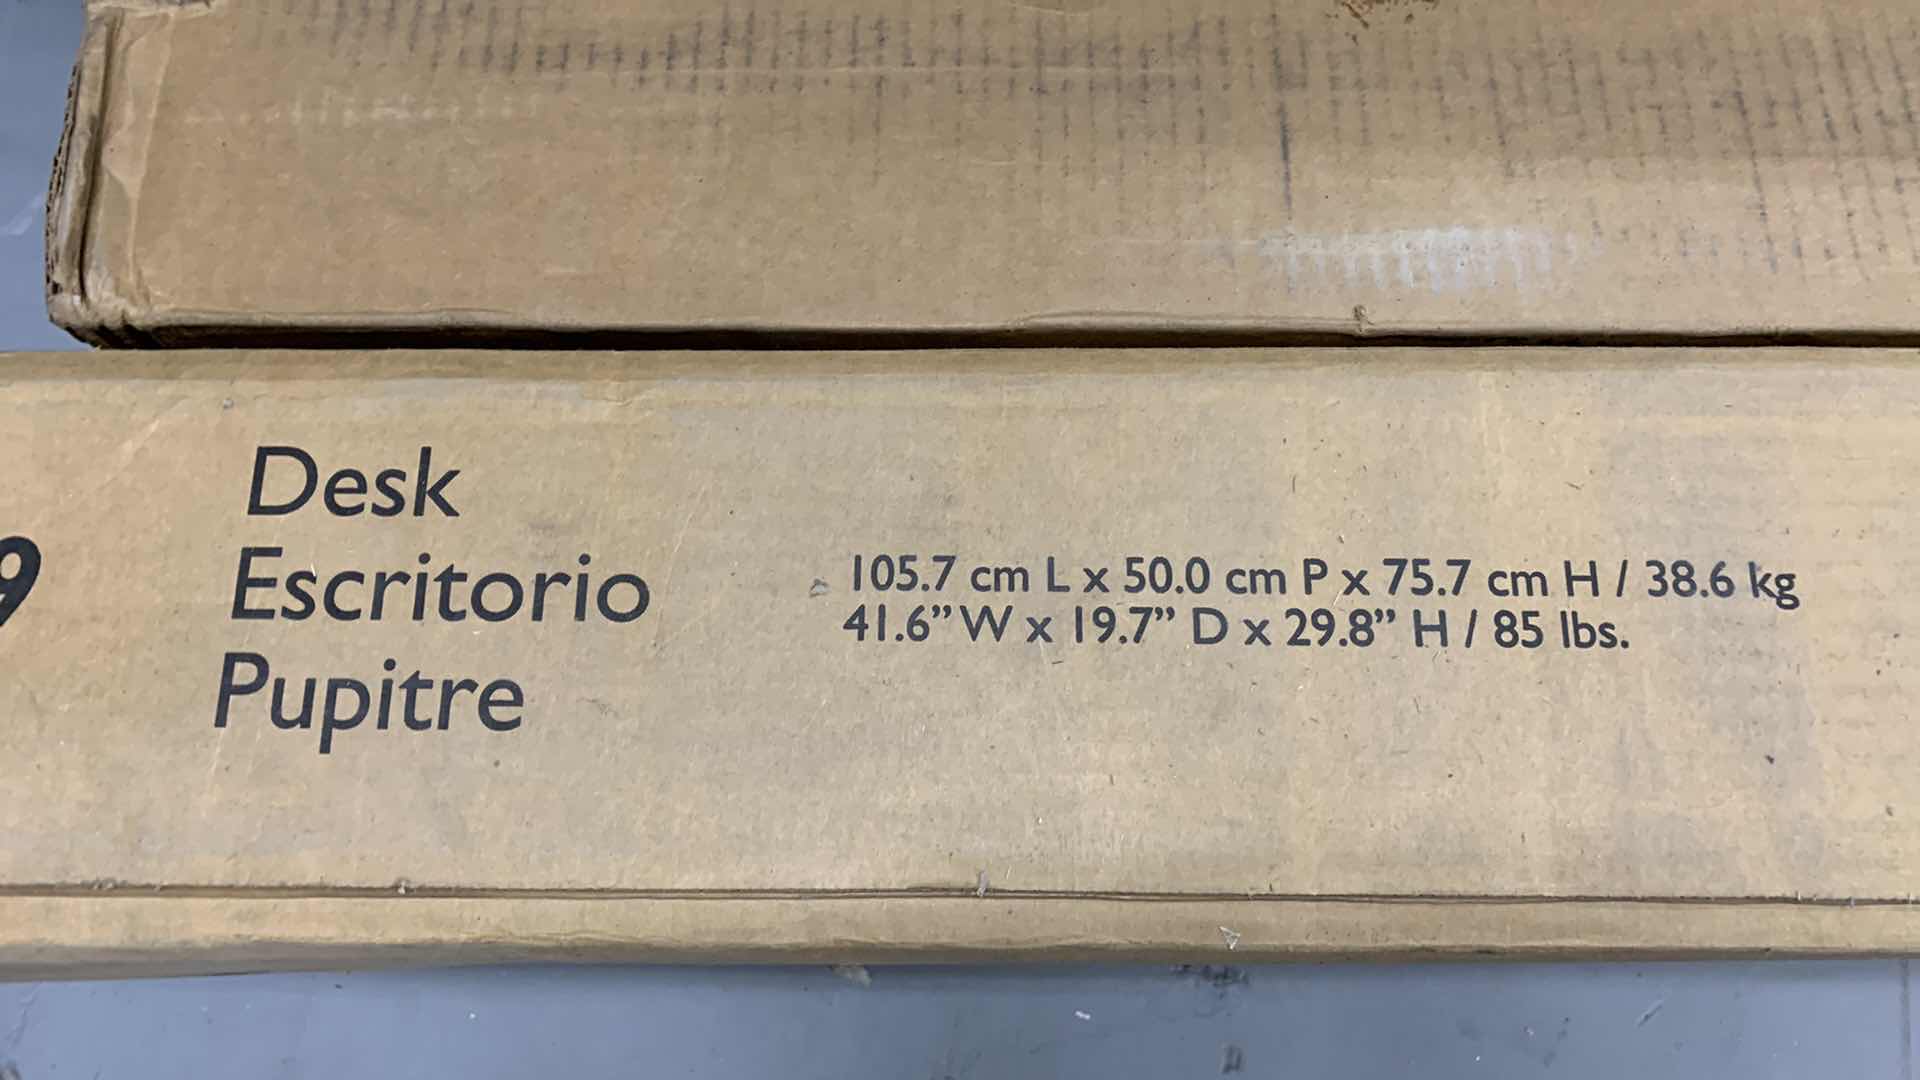 9
Desk
Escritorio
Pupitre
105.7 cm L x 50.0 cm P x 75.7 cm H / 38.6 kg
41.6” W x 19.7” D x 29.8” H / 85 lbs.